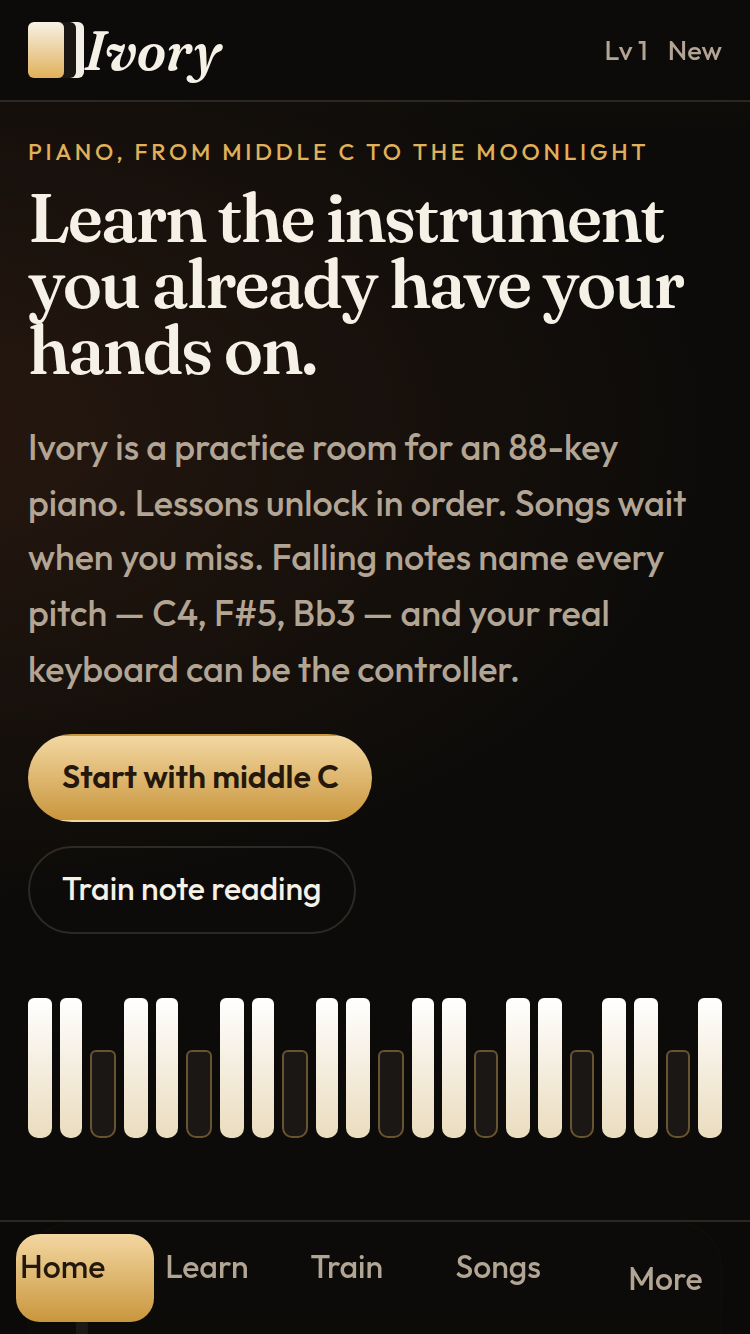 Ivory
Lv 1 New
PIANO, FROM MIDDLE C TO THE MOONLIGHT
Learn the instrument
you already have your
hands on.
Ivory is a practice room for an 88-key
piano. Lessons unlock in order. Songs wait
when you miss. Falling notes name every
pitch — C4, F#5, Bb3 — and your real
keyboard can be the controller.
Start with middle C
Train note reading
Home Learn Train Songs More